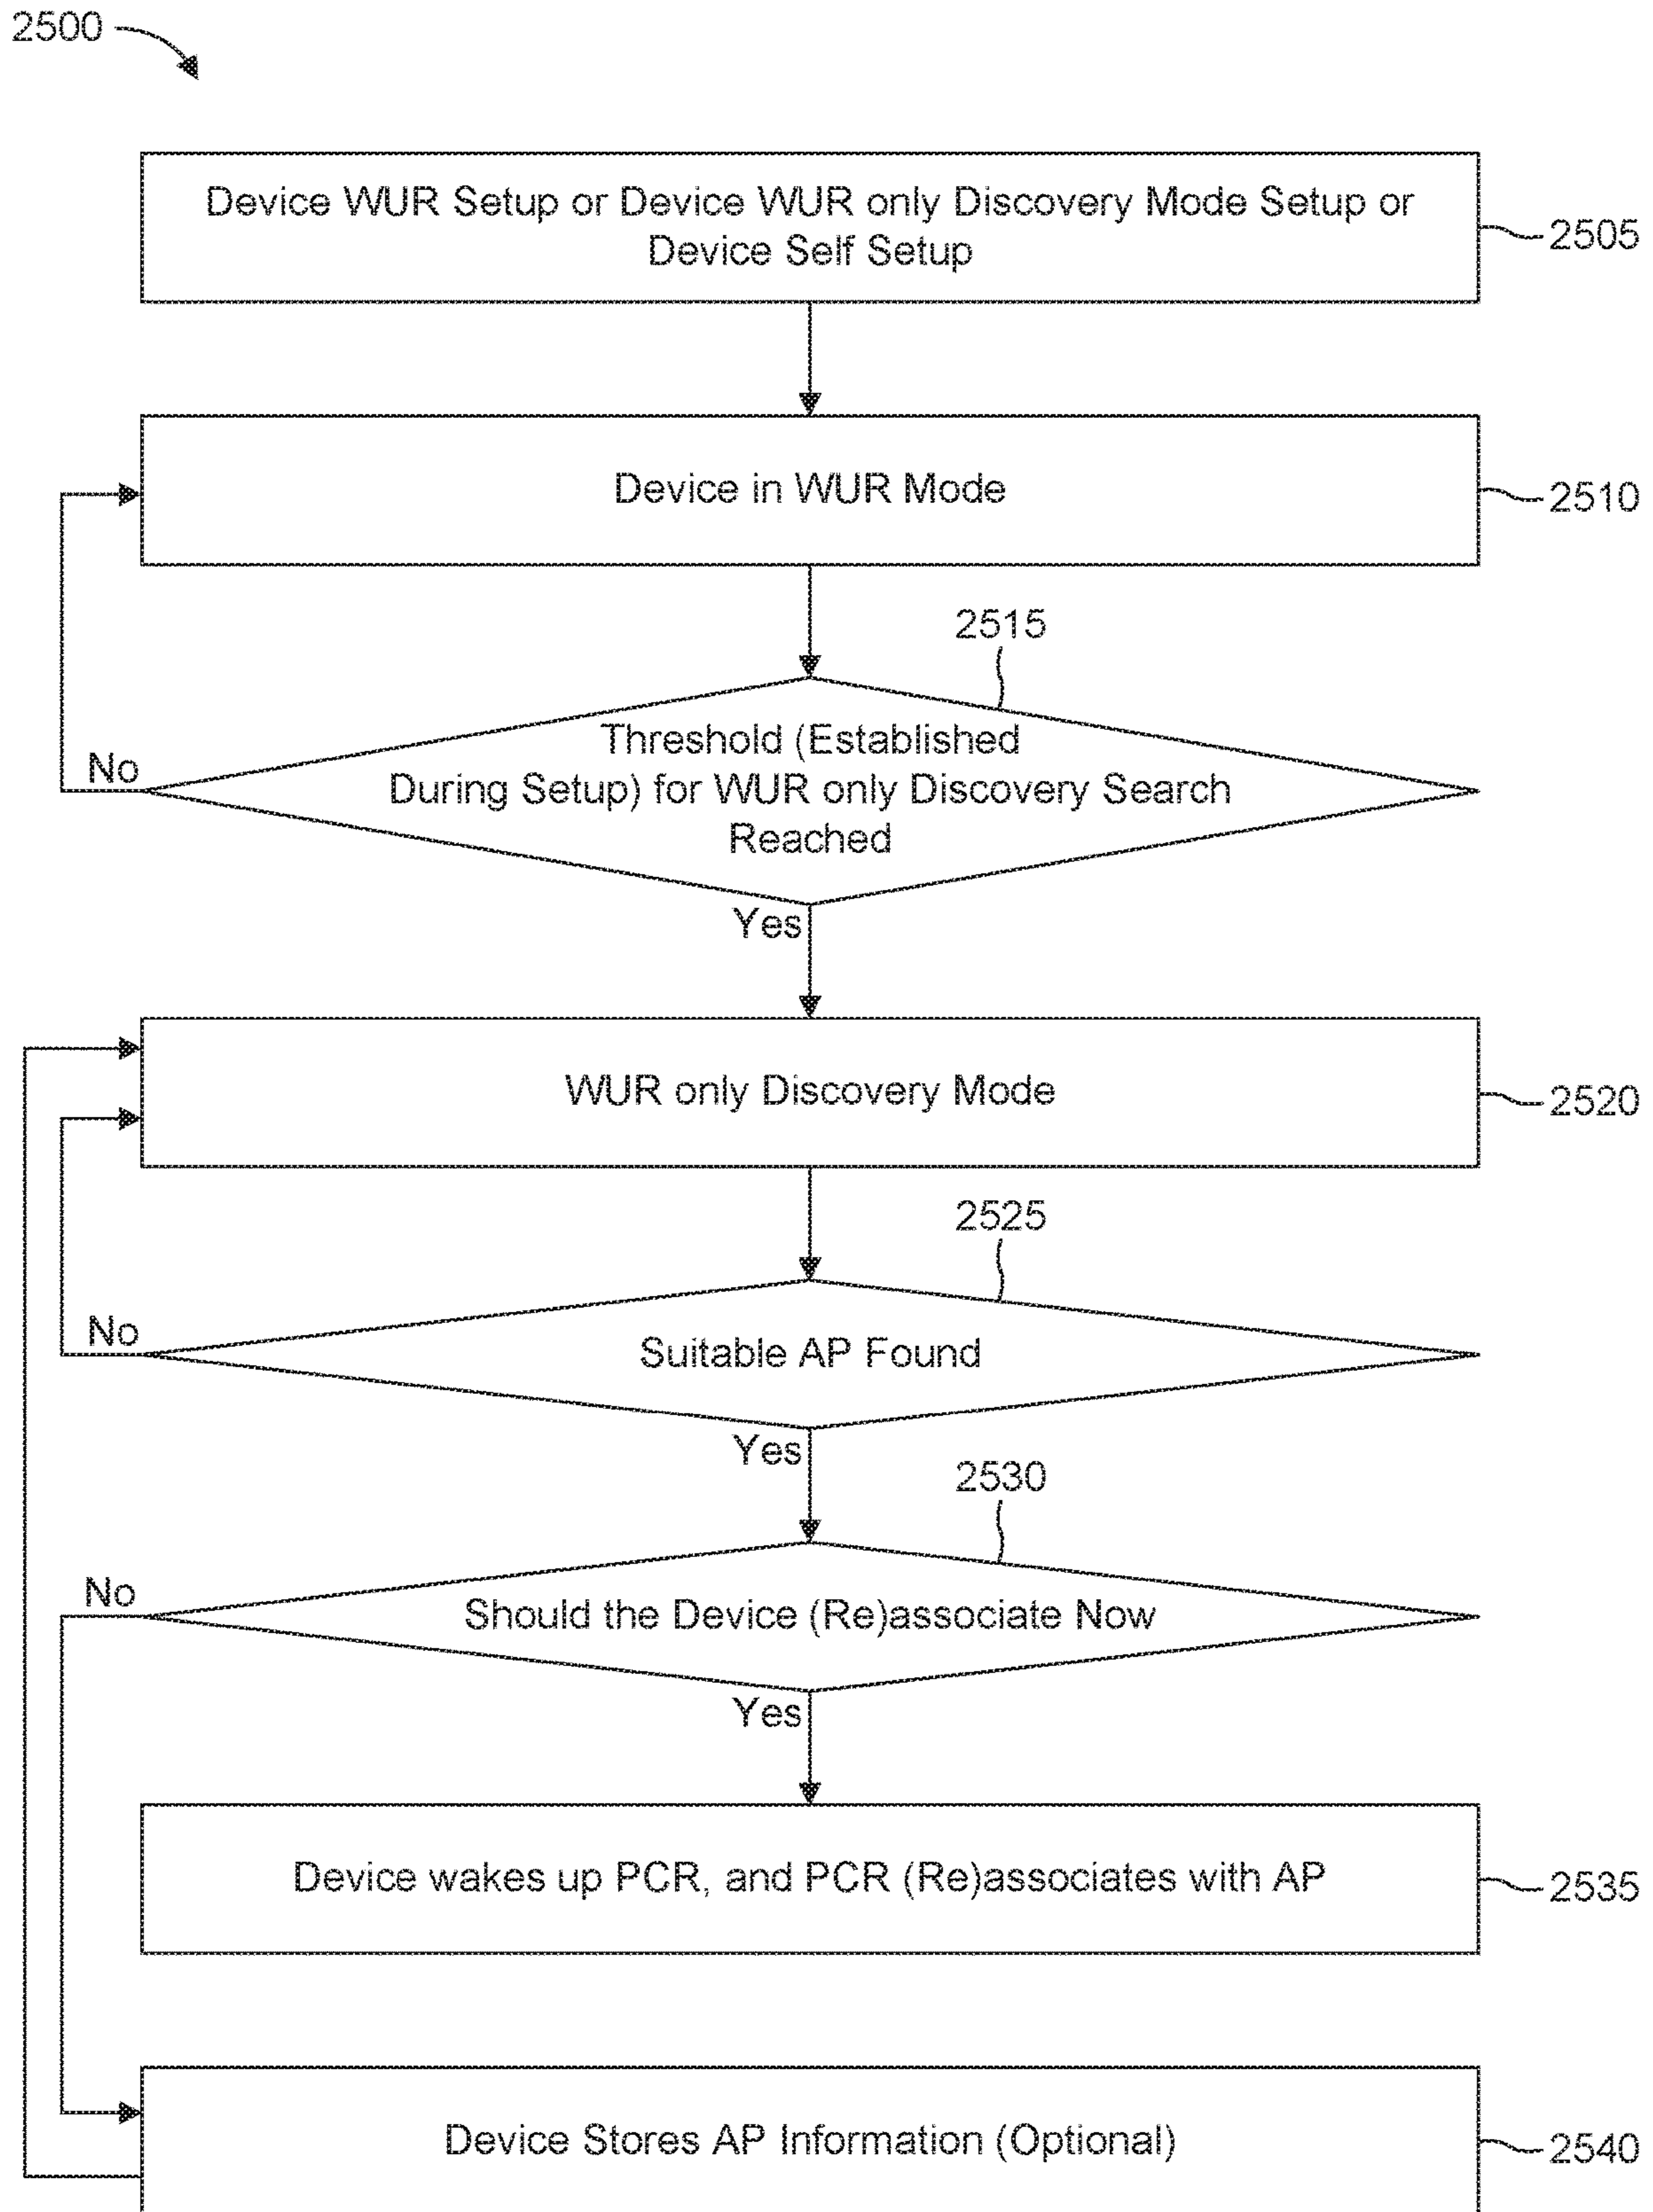 2500
Device WUR Setup or Device WUR only Discovery Mode Setup or
Device Self Setup
2505
Device in WUR Mode
2510
2515
Threshold (Established
During Setup) for WUR only Discovery Search
Reached
No
Yes
WUR only Discovery Mode
2520
2525
Suitable AP Found
No
Yes
2530
Should the Device (Re)associate Now
No
Yes
Device wakes up PCR, and PCR (Re)associates with AP
2535
Device Stores AP Information (Optional)
2540